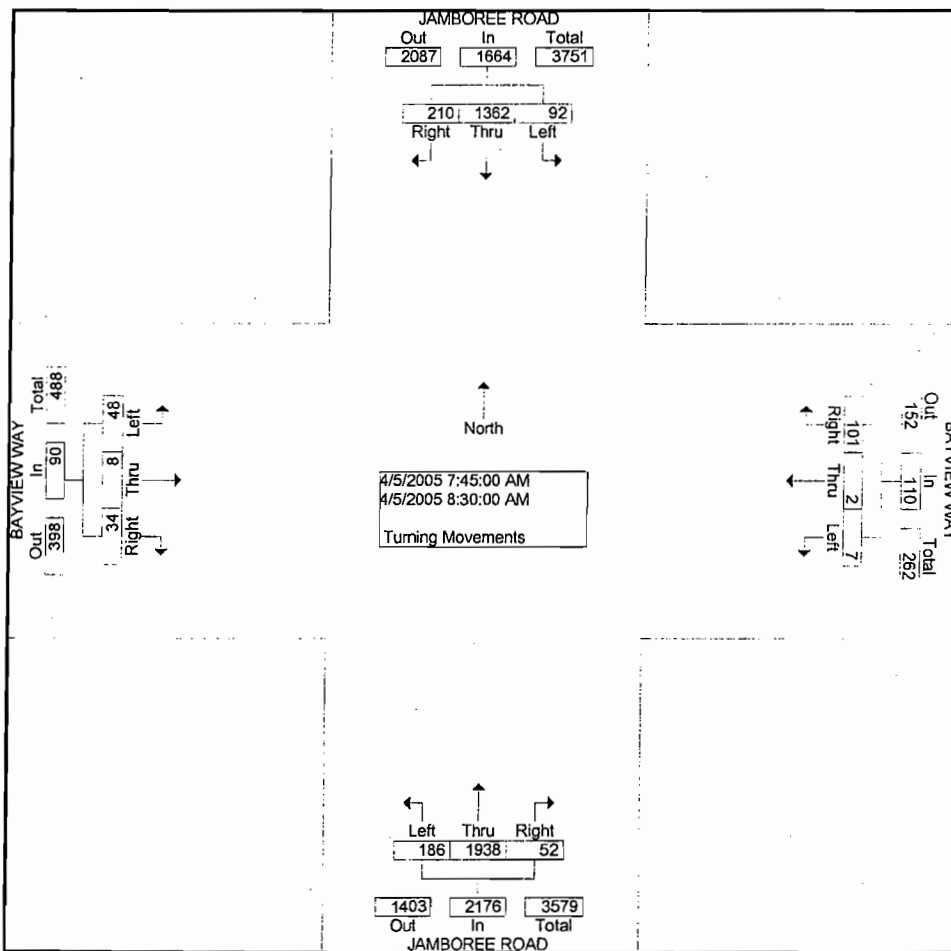 JAMBOREE ROAD
Out In Total
2087 1664 3751
210 1362 92
Right Thru Left
BAYVIEW WAY
Total In Out
488 90 398
48 8 34
Left Thru Right
North
4/5/2005 7:45:00 AM
4/5/2005 8:30:00 AM
Turning Movements
Right Thru Left
101 2 7
Out In Total
152 110 262
BAYVIEW WAY
Left Thru Right
186 1938 52
1403 2176 3579
Out In Total
JAMBOREE ROAD